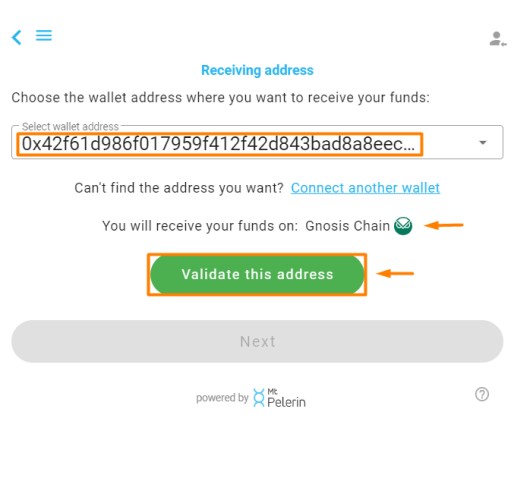 Receiving address
Choose the wallet address where you want to receive your funds:
Select wallet address
0x42f61d986f017959f412f42d843bad8a8eec...
Can't find the address you want? Connect another wallet
You will receive your funds on: Gnosis Chain
Validate this address
Next
powered by Mt Pelerin